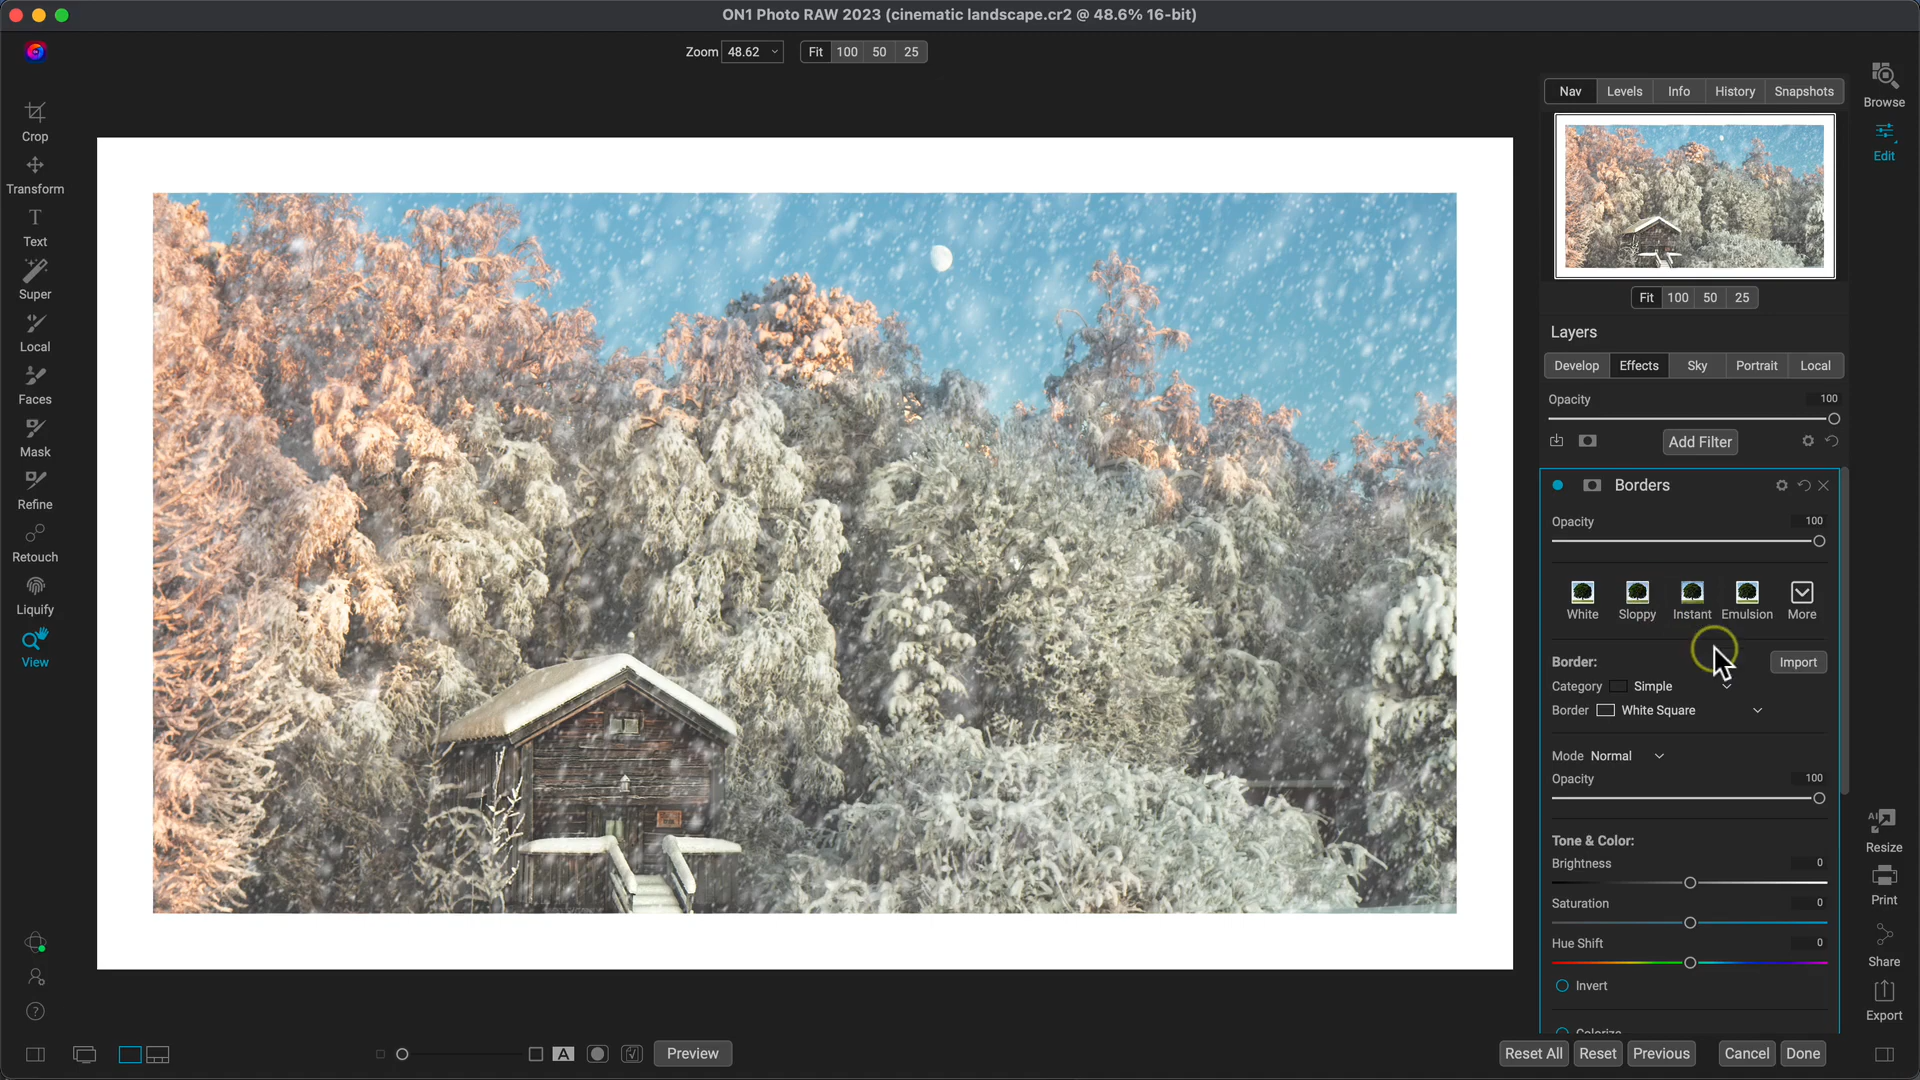 ON1 Photo RAW 2023 (cinematic landscape.cr2 @ 48.6% 16-bit)
Zoom 48.62 Fit 100 50 25
Crop
Transform
Text
Super
Local
Faces
Mask
Refine
Retouch
Liquify
View
Nav Levels Info History Snapshots
Fit 100 50 25
Layers
Develop Effects Sky Portrait Local
Opacity 100
Add Filter
Borders
Opacity 100
White Sloppy Instant Emulsion More
Border: Import
Category Simple
Border White Square
Mode Normal
Opacity 100
Tone & Color:
Brightness 0
Saturation 0
Hue Shift 0
Invert
Colorize
Browse
Edit
AI
Resize
Print
Share
Export
A Preview
Reset All Reset Previous Cancel Done